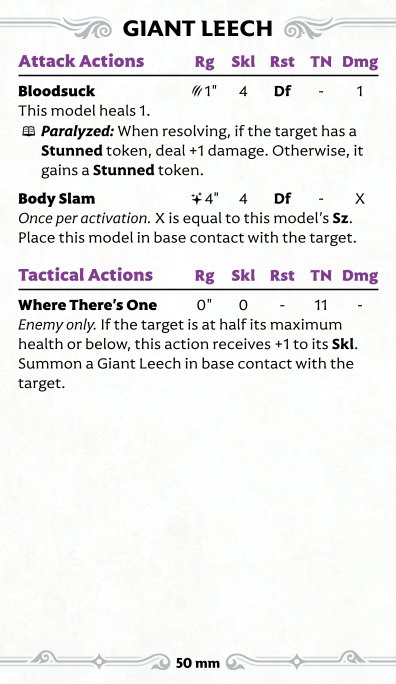 GIANT LEECH
Attack Actions Rg Skl Rst TN Dmg
Bloodsuck 1" 4 Df - 1
This model heals 1.
Paralyzed: When resolving, if the target has a
Stunned token, deal +1 damage. Otherwise, it
gains a Stunned token.
Body Slam 4" 4 Df - X
Once per activation. X is equal to this model's Sz.
Place this model in base contact with the target.
Tactical Actions Rg Skl Rst TN Dmg
Where There's One 0" 0 - 11 -
Enemy only. If the target is at half its maximum
health or below, this action receives +1 to its Skl.
Summon a Giant Leech in base contact with the
target.
50 mm